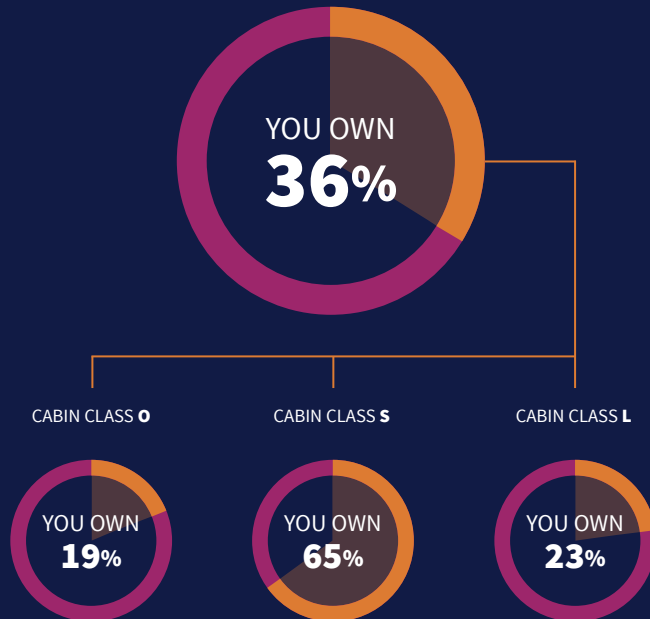 YOU OWN
36%
CABIN CLASS O
CABIN CLASS S
CABIN CLASS L
YOU OWN
19%
YOU OWN
65%
YOU OWN
23%